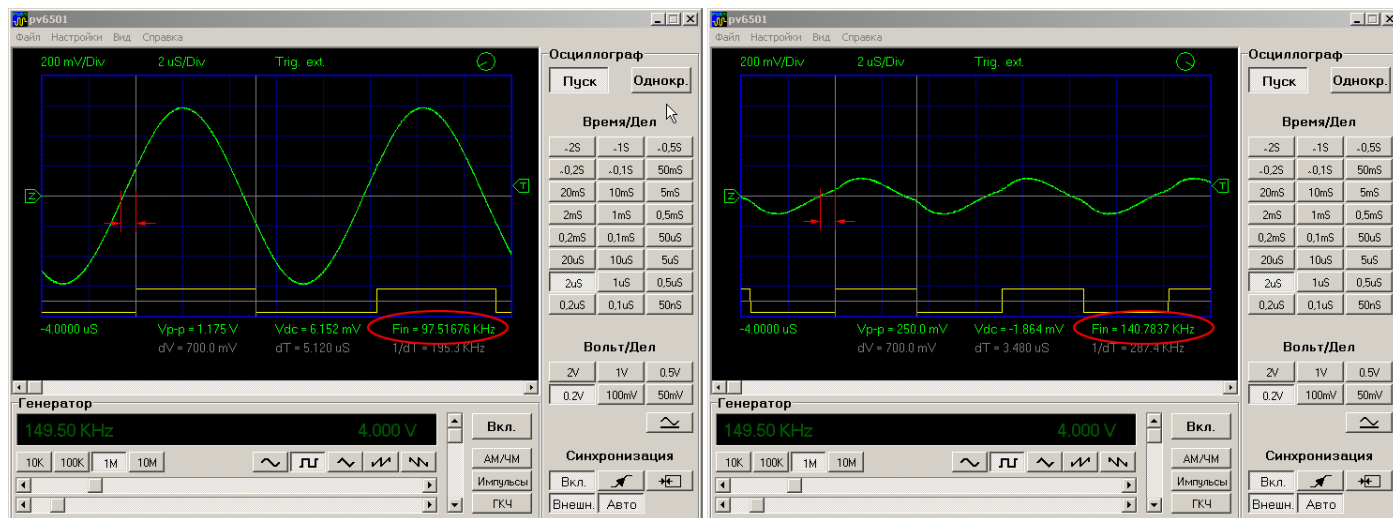 pv6501
Файл Настройки Вид Справка
200 mV/Div 2 uS/Div Trig. ext.
Z
T
-4.0000 uS Vp-p = 1.175 V Vdc = 6.152 mV Fin = 97.51676 KHz
dV = 700.0 mV dT = 5.120 uS 1/dT = 195.3 KHz
Генератор
149.50 KHz 4.000 V
Вкл.
10K 100K 1M 10M
АМ/ЧМ
Импульсы
ГКЧ
Осциллограф
Пуск Однокр.
Время/Дел
-2S -1S -0,5S
-0,2S -0,1S 50mS
20mS 10mS 5mS
2mS 1mS 0,5mS
0,2mS 0,1mS 50uS
20uS 10uS 5uS
2uS 1uS 0,5uS
0,2uS 0,1uS 50nS
Вольт/Дел
2V 1V 0.5V
0.2V 100mV 50mV
Синхронизация
Вкл.
Внешн. Авто
pv6501
Файл Настройки Вид Справка
200 mV/Div 2 uS/Div Trig. ext.
Z
T
-4.0000 uS Vp-p = 250.0 mV Vdc = -1.864 mV Fin = 140.7837 KHz
dV = 700.0 mV dT = 3.480 uS 1/dT = 287.4 KHz
Генератор
149.50 KHz 4.000 V
Вкл.
10K 100K 1M 10M
АМ/ЧМ
Импульсы
ГКЧ
Осциллограф
Пуск Однокр.
Время/Дел
-2S -1S -0,5S
-0,2S -0,1S 50mS
20mS 10mS 5mS
2mS 1mS 0,5mS
0,2mS 0,1mS 50uS
20uS 10uS 5uS
2uS 1uS 0,5uS
0,2uS 0,1uS 50nS
Вольт/Дел
2V 1V 0.5V
0.2V 100mV 50mV
Синхронизация
Вкл.
Внешн. Авто